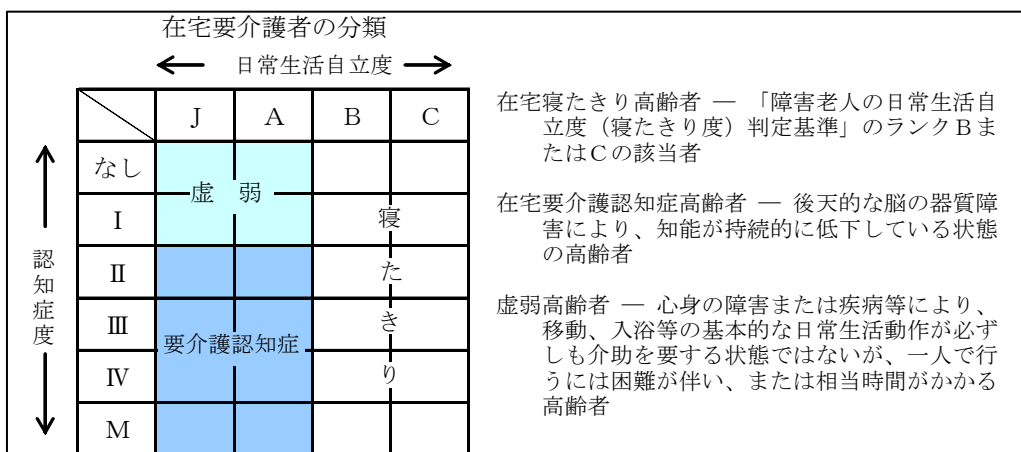 在宅要介護者の分類
日常生活自立度
J A B C
なし
Ⅰ
Ⅱ
Ⅲ
Ⅳ
M
認知症度
虚 弱
要介護認知症
寝たきり
在宅寝たきり高齢者 ― 「障害老人の日常生活自
立度（寝たきり度）判定基準」のランクＢま
たはＣの該当者
在宅要介護認知症高齢者 ― 後天的な脳の器質障
害により、知能が持続的に低下している状態
の高齢者
虚弱高齢者 ― 心身の障害または疾病等により、
移動、入浴等の基本的な日常生活動作が必ず
しも介助を要する状態ではないが、一人で行
うには困難が伴い、または相当時間がかかる
高齢者